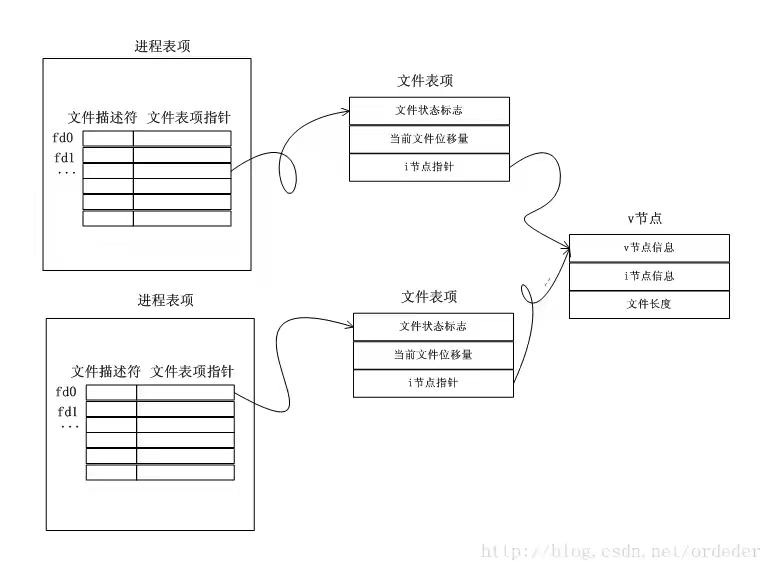 进程表项
文件描述符 文件表项指针
fd0
fd1
...
文件表项
文件状态标志
当前文件位移量
i节点指针
v节点
v节点信息
i节点信息
文件长度
进程表项
文件描述符 文件表项指针
fd0
fd1
...
文件表项
文件状态标志
当前文件位移量
i节点指针
http://blog.csdn.net/ordeder